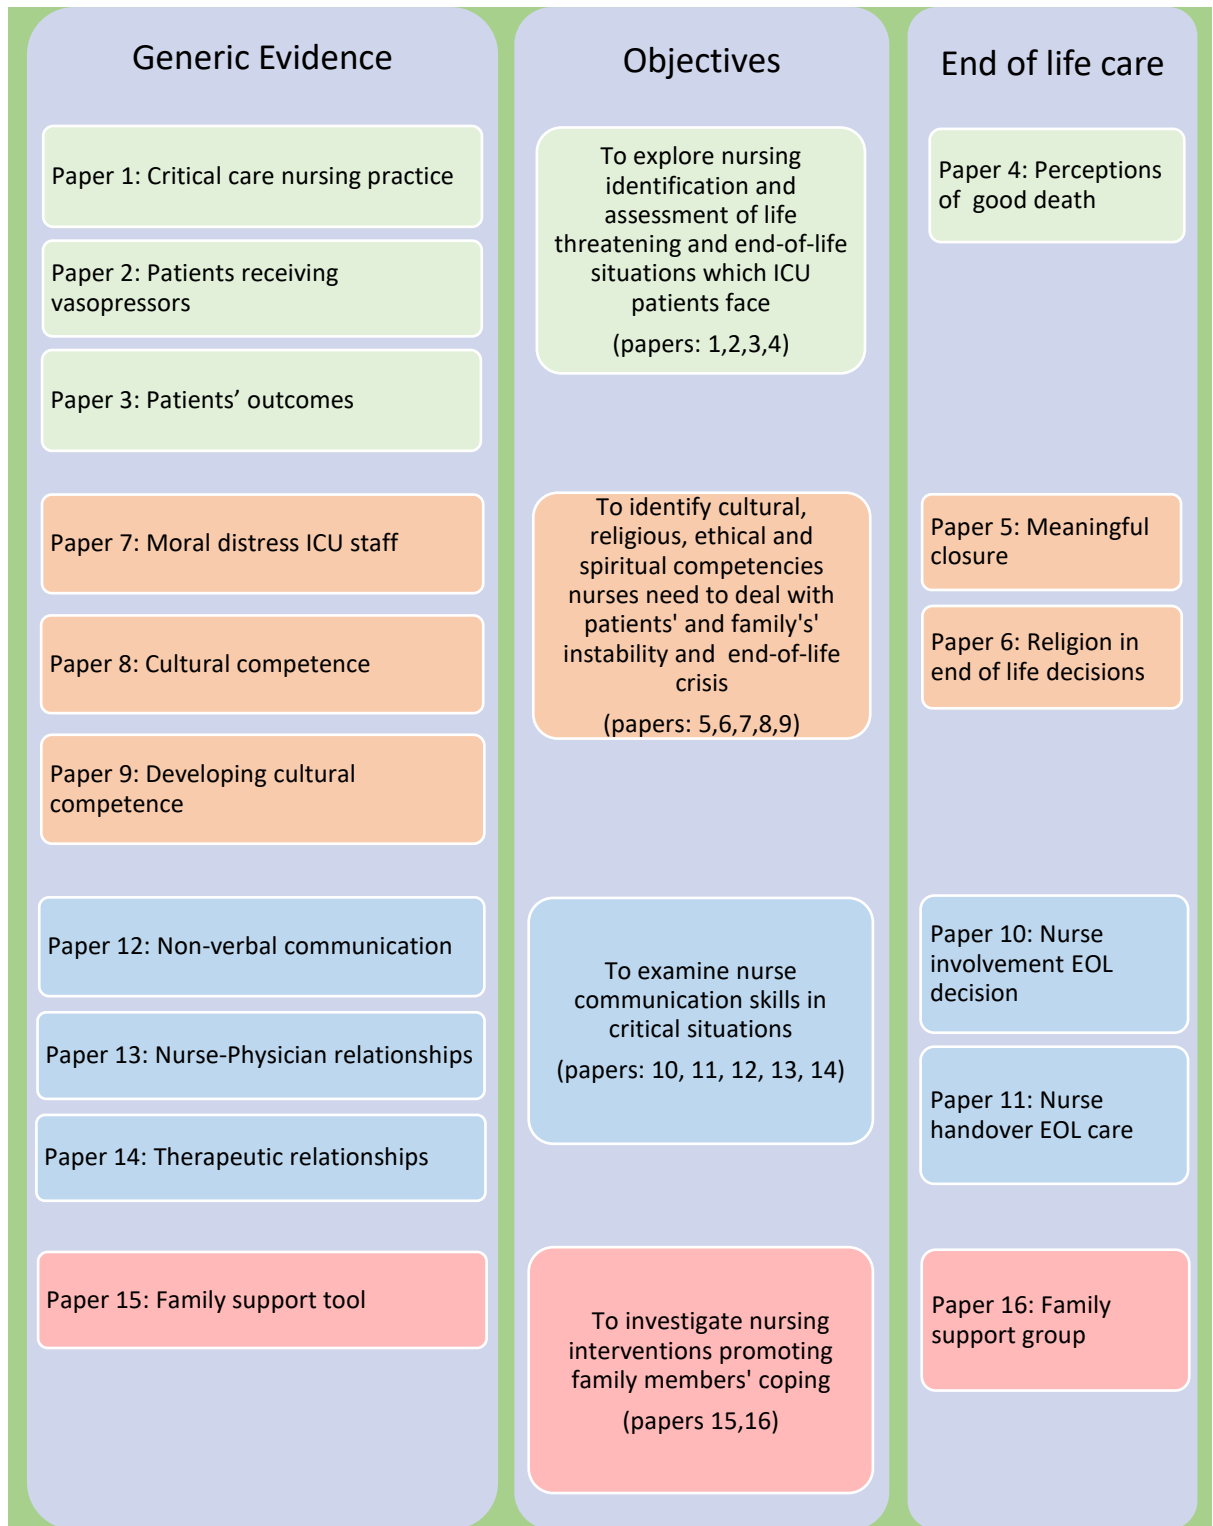 Generic Evidence
Paper 1: Critical care nursing practice
Paper 2: Patients receiving
vasopressors
Paper 3: Patients’ outcomes
Paper 7: Moral distress ICU staff
Paper 8: Cultural competence
Paper 9: Developing cultural
competence
Paper 12: Non-verbal communication
Paper 13: Nurse-Physician relationships
Paper 14: Therapeutic relationships
Paper 15: Family support tool
Objectives
To explore nursing
identification and
assessment of life
threatening and end-of-life
situations which ICU
patients face
(papers: 1,2,3,4)
To identify cultural,
religious, ethical and
spiritual competencies
nurses need to deal with
patients' and family's'
instability and end-of-life
crisis
(papers: 5,6,7,8,9)
To examine nurse
communication skills in
critical situations
(papers: 10, 11, 12, 13, 14)
To investigate nursing
interventions promoting
family members' coping
(papers 15,16)
End of life care
Paper 4: Perceptions
of good death
Paper 5: Meaningful
closure
Paper 6: Religion in
end of life decisions
Paper 10: Nurse
involvement EOL
decision
Paper 11: Nurse
handover EOL care
Paper 16: Family
support group